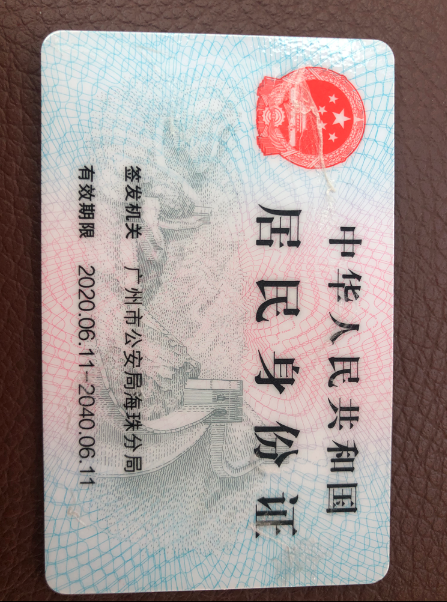 中华人民共和国
居民身份证
签发机关 广州市公安局海珠分局
有效期限 2020.06.11-2040.06.11